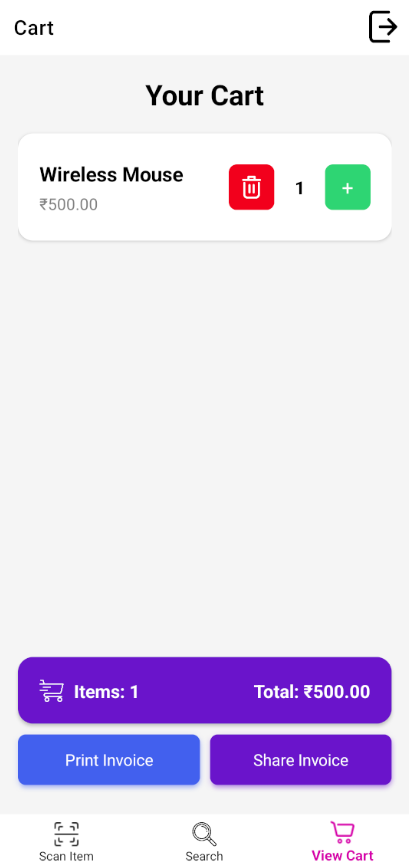 Cart
Your Cart
Wireless Mouse
₹500.00
1
+
Items: 1
Total: ₹500.00
Print Invoice
Share Invoice
Scan Item
Search
View Cart